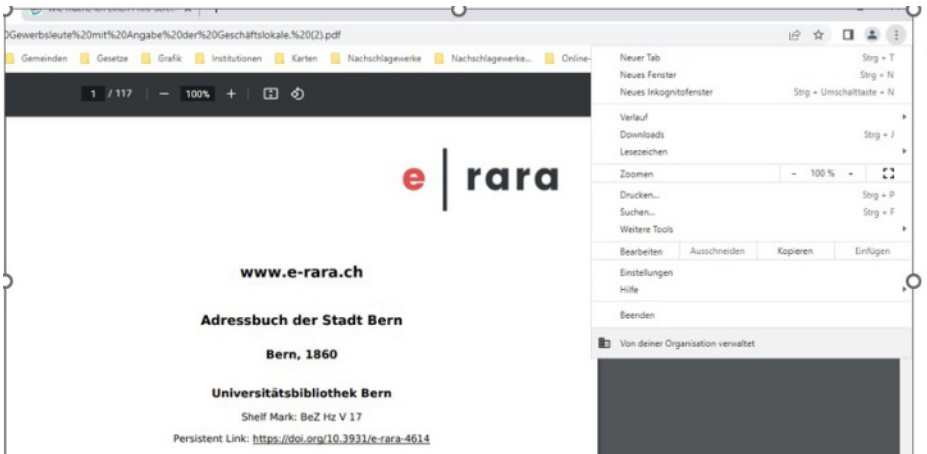 0Gewerbsleute%20mit%20Angabe%20der%20Geschäftslokale.%20(2).pdf
Gemeinden Gesetze Grafik Institutionen Karten Nachschlagewerke Nachschlagewerke... Online-
1 / 117 − 100% +
e | rara
www.e-rara.ch
Adressbuch der Stadt Bern
Bern, 1860
Universitätsbibliothek Bern
Shelf Mark: BeZ Hz V 17
Persistent Link: https://doi.org/10.3931/e-rara-4614
Neuer Tab Strg + T
Neues Fenster Strg + N
Neues Inkognitofenster Strg + Umschalttaste + N
Verlauf
Downloads Strg + J
Lesezeichen
Zoomen - 100 % +
Drucken... Strg + P
Suchen... Strg + F
Weitere Tools
Bearbeiten Ausschneiden Kopieren Einfügen
Einstellungen
Hilfe
Beenden
Von deiner Organisation verwaltet